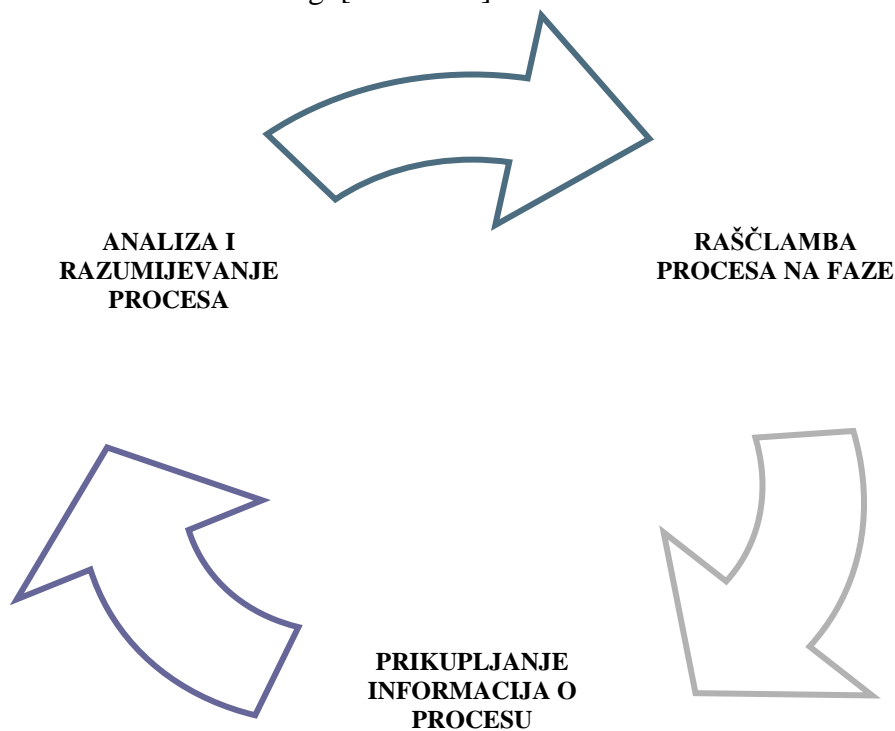 ANALIZA I
RAZUMIJEVANJE
PROCESA
RAŠČLAMBA
PROCESA NA FAZE
PRIKUPLJANJE
INFORMACIJA O
PROCESU